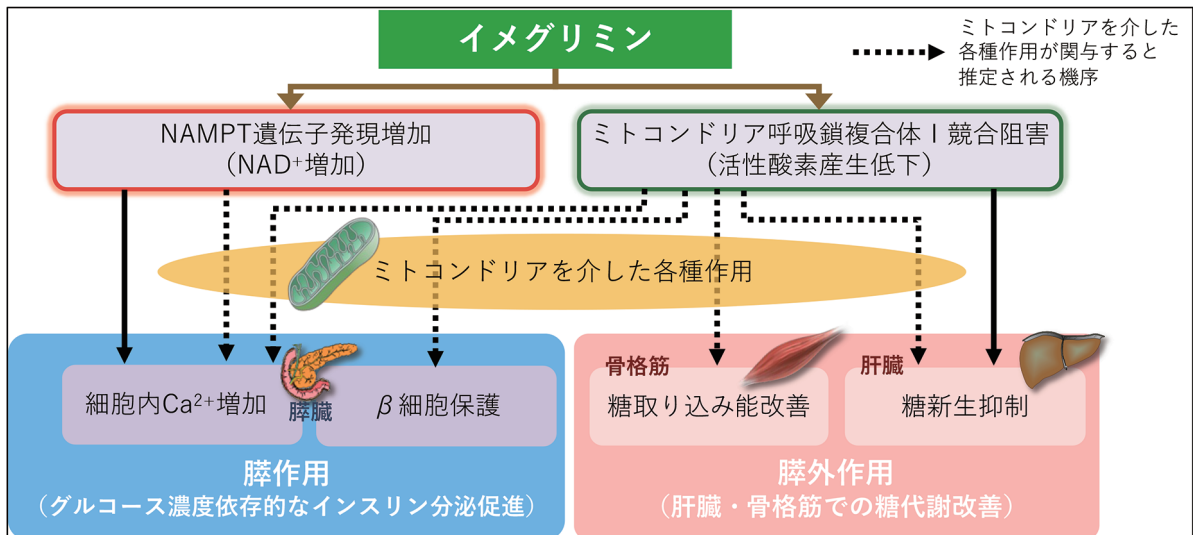 イメグリミン
ミトコンドリアを介した
各種作用が関与すると
推定される機序
NAMPT遺伝子発現増加
（NAD⁺増加）
ミトコンドリア呼吸鎖複合体Ⅰ競合阻害
（活性酸素産生低下）
ミトコンドリアを介した各種作用
細胞内Ca²⁺増加
膵臓
β細胞保護
骨格筋
糖取り込み能改善
肝臓
糖新生抑制
膵作用
（グルコース濃度依存的なインスリン分泌促進）
膵外作用
（肝臓・骨格筋での糖代謝改善）